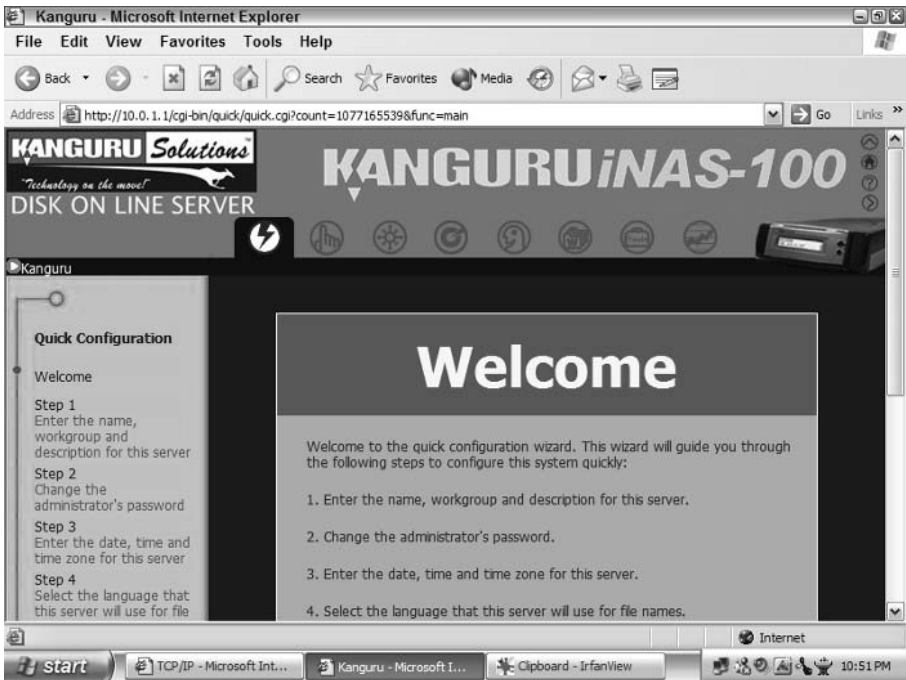 Kanguru - Microsoft Internet Explorer
File Edit View Favorites Tools Help
Back Search Favorites Media
Address http://10.0.1.1/cgi-bin/quick/quick.cgi?count=1077165539&func=main Go Links »
KANGURU Solutions
"Technology on the move!"
DISK ON LINE SERVER
KANGURU iNAS-100
Kanguru
Quick Configuration
Welcome
Step 1
Enter the name,
workgroup and
description for this server
Step 2
Change the
administrator's password
Step 3
Enter the date, time and
time zone for this server
Step 4
Select the language that
this server will use for file
Welcome
Welcome to the quick configuration wizard. This wizard will guide you through
the following steps to configure this system quickly:
1. Enter the name, workgroup and description for this server.
2. Change the administrator's password.
3. Enter the date, time and time zone for this server.
4. Select the language that this server will use for file names.
Internet
start TCP/IP - Microsoft Int... Kanguru - Microsoft I... Clipboard - IrfanView 10:51 PM